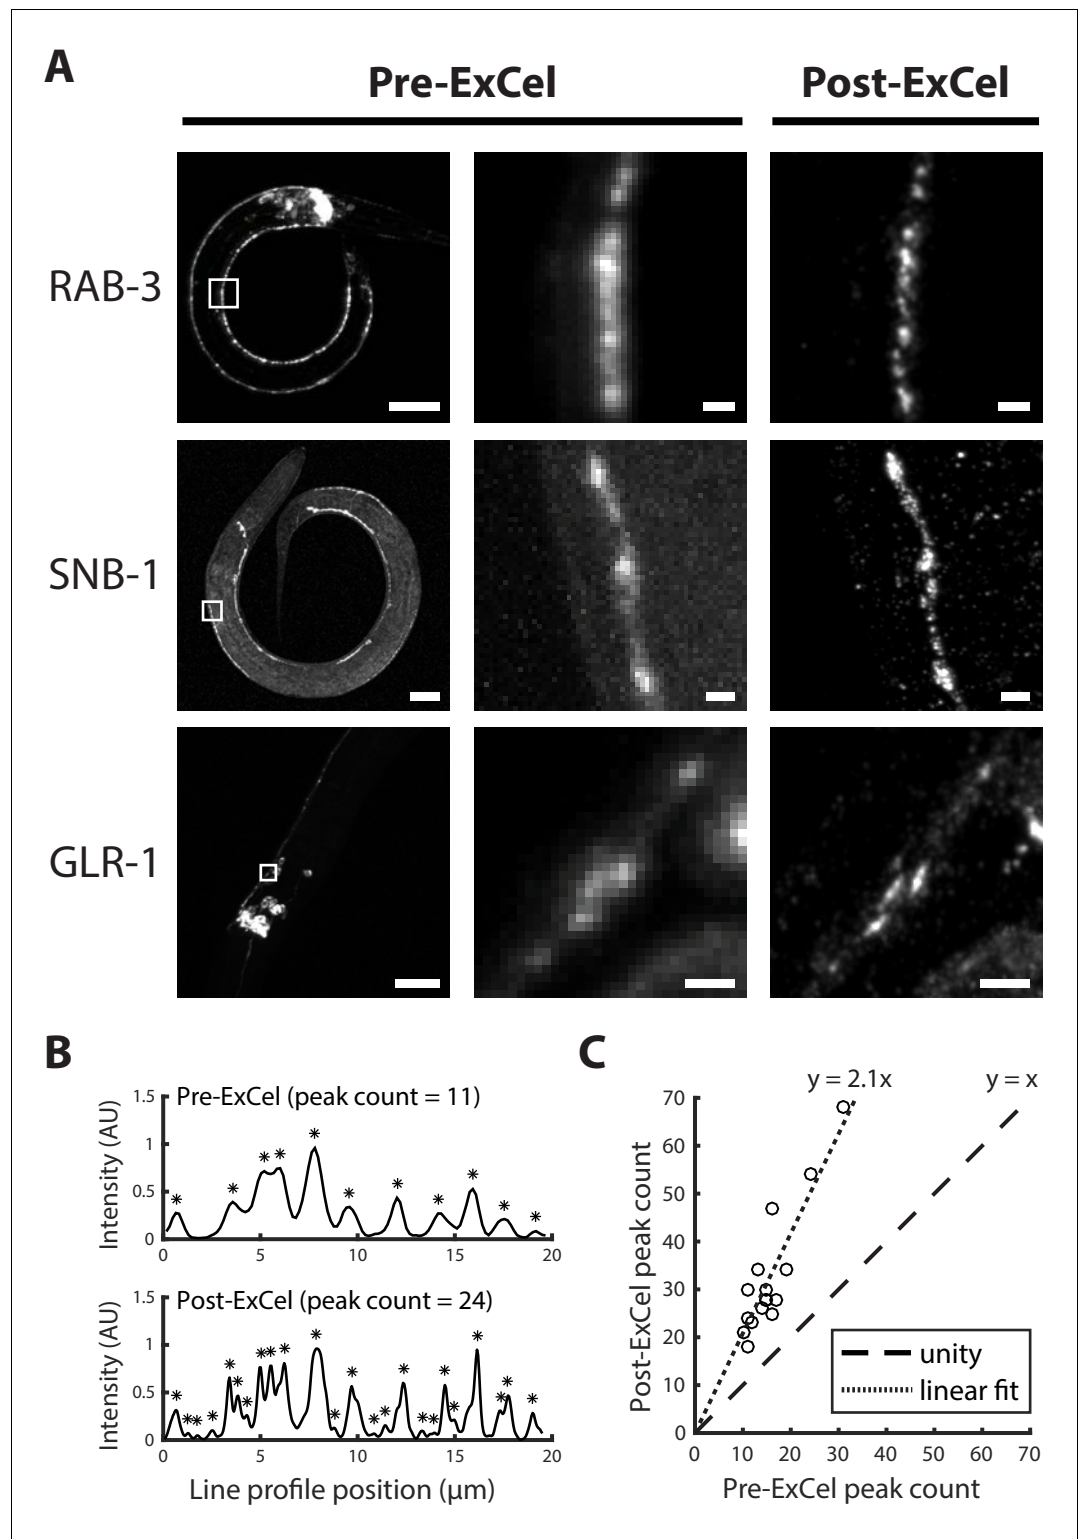 A
Pre-ExCel
Post-ExCel
RAB-3
SNB-1
GLR-1
B
Pre-ExCel (peak count = 11)
Intensity (AU)
1.5
1
0.5
0
0 5 10 15 20
Post-ExCel (peak count = 24)
Intensity (AU)
1.5
1
0.5
0
0 5 10 15 20
Line profile position (μm)
C
y = 2.1x
y = x
Post-ExCel peak count
70
60
50
40
30
20
10
0
unity
linear fit
0 10 20 30 40 50 60 70
Pre-ExCel peak count